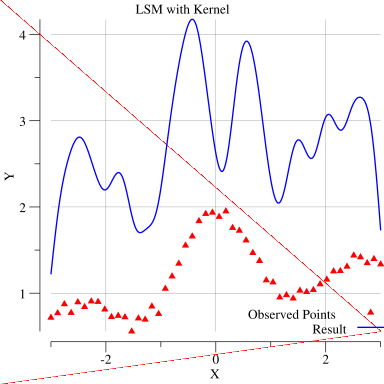 LSM with Kernel
4
3
Y
2
1
Observed Points
Result
-2
0
2
X